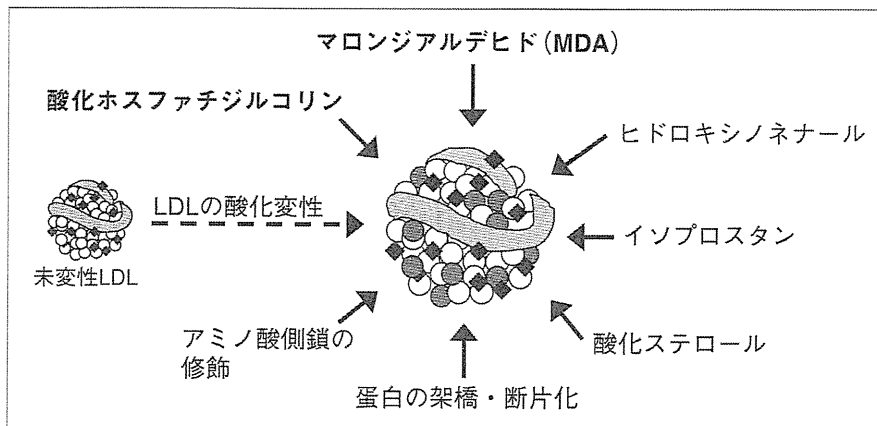 マロンジアルデヒド(MDA)
酸化ホスファチジルコリン
ヒドロキシノネナール
LDLの酸化変性
イソプロスタン
未変性LDL
アミノ酸側鎖の
修飾
酸化ステロール
蛋白の架橋・断片化